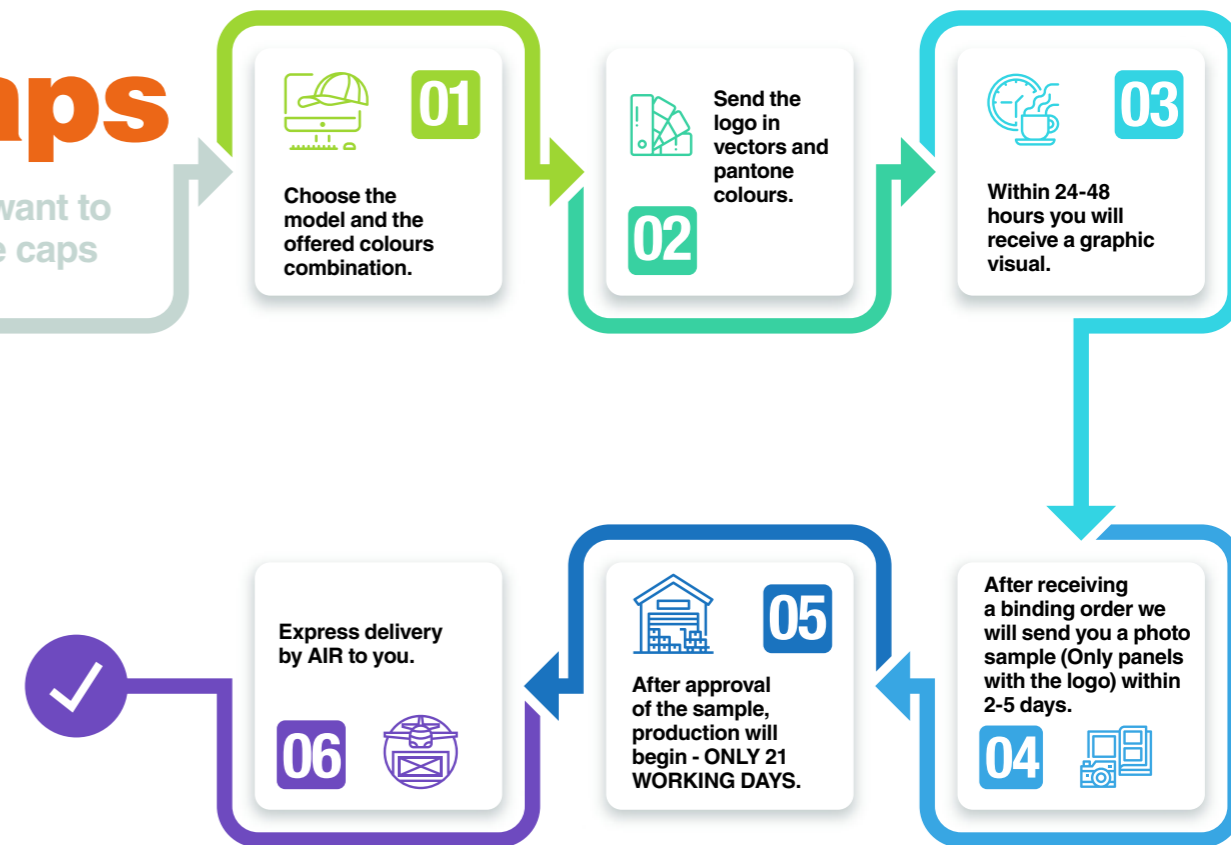 aps
want to
e caps
01
Choose the
model and the
offered colours
combination.
Send the
logo in
vectors and
pantone
colours.
02
03
Within 24-48
hours you will
receive a graphic
visual.
After receiving
a binding order we
will send you a photo
sample (Only panels
with the logo) within
2-5 days.
04
05
After approval
of the sample,
production will
begin - ONLY 21
WORKING DAYS.
Express delivery
by AIR to you.
06